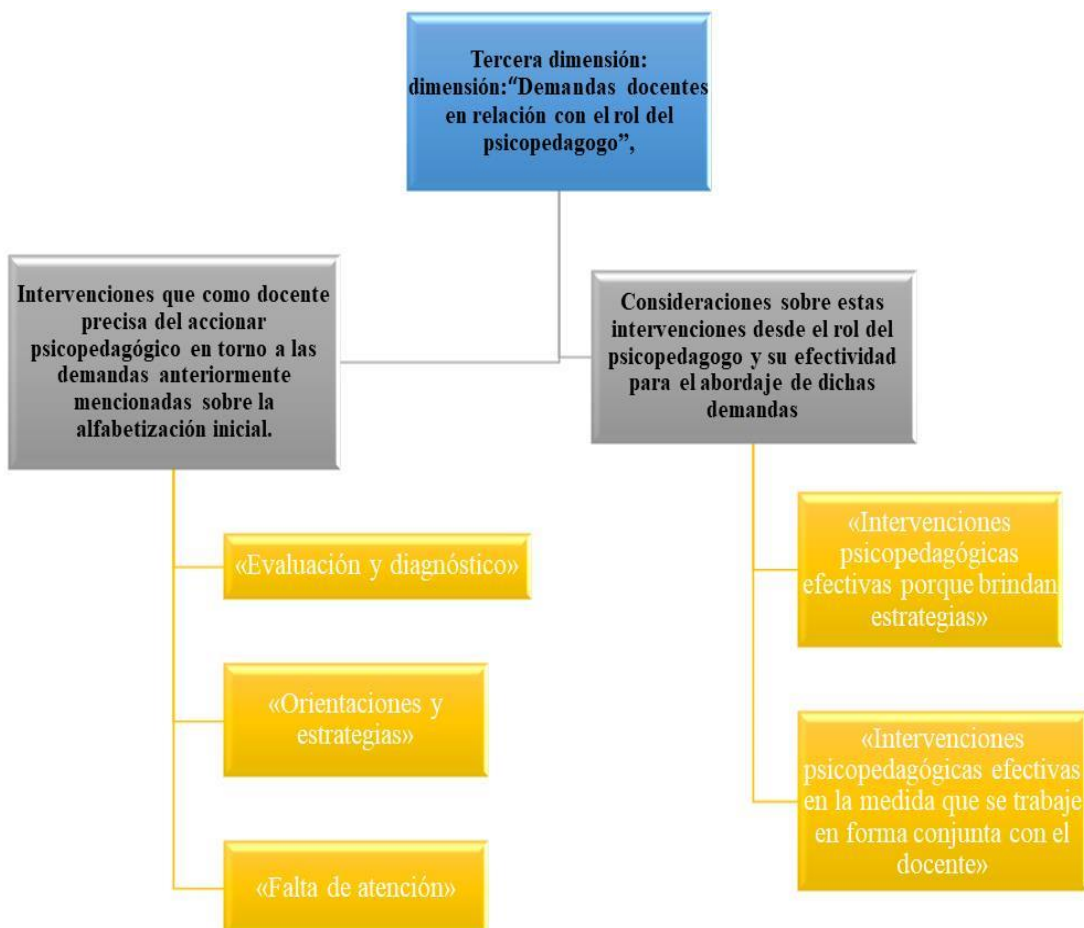 Tercera dimensión:
dimensión:“Demandas docentes
en relación con el rol del
psicopedagogo”,
Intervenciones que como docente
precisa del accionar
psicopedagógico en torno a las
demandas anteriormente
mencionadas sobre la
alfabetización inicial.
«Evaluación y diagnóstico»
«Orientaciones y
estrategias»
«Falta de atención»
Consideraciones sobre estas
intervenciones desde el rol del
psicopedagogo y su efectividad
para el abordaje de dichas
demandas
«Intervenciones
psicopedagógicas
efectivas porque brindan
estrategias»
«Intervenciones
psicopedagógicas efectivas
en la medida que se trabaje
en forma conjunta con el
docente»